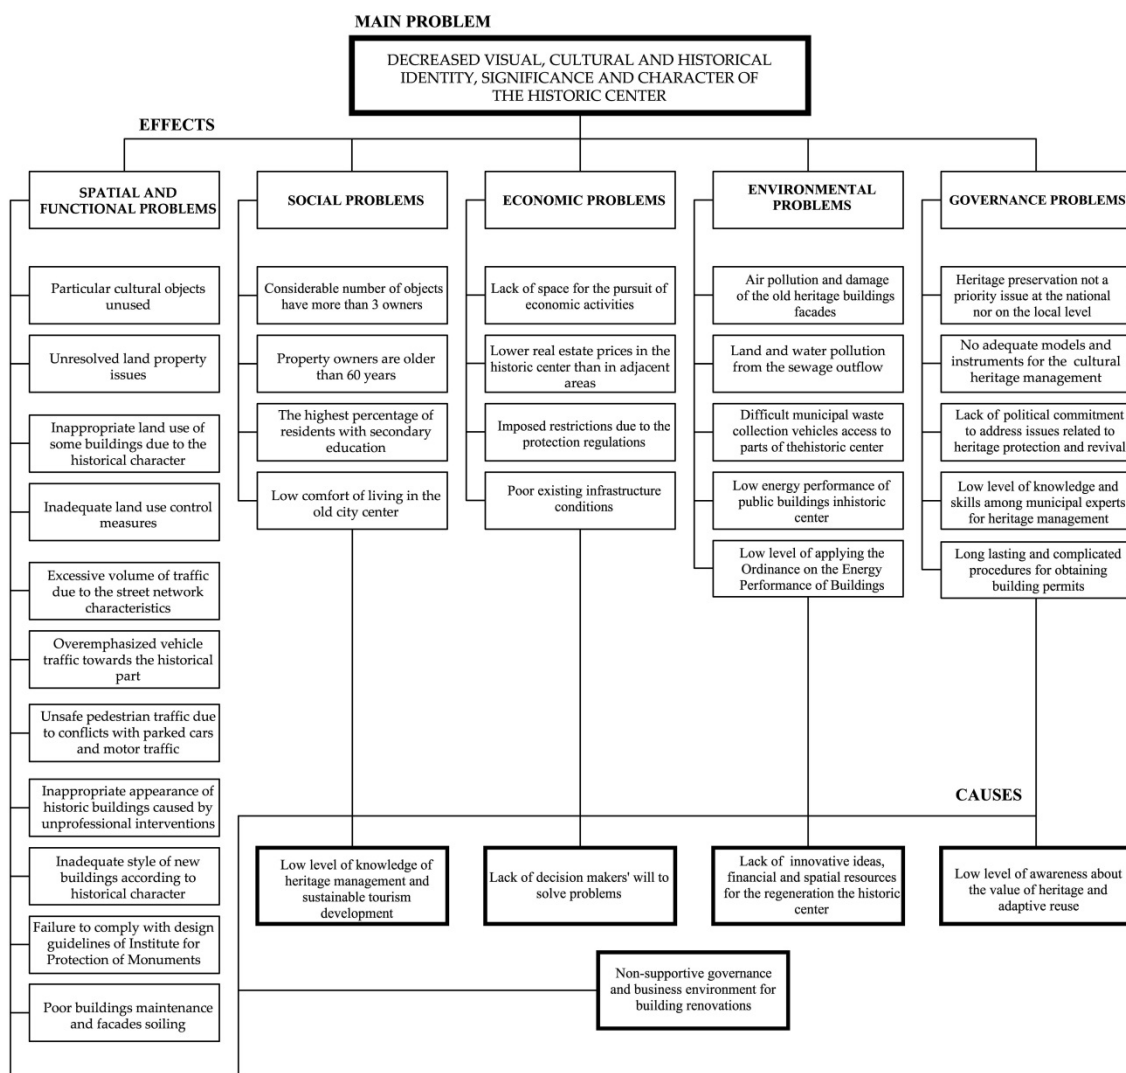 MAIN PROBLEM
DECREASED VISUAL, CULTURAL AND HISTORICAL
IDENTITY, SIGNIFICANCE AND CHARACTER OF
THE HISTORIC CENTER
EFFECTS
SPATIAL AND
FUNCTIONAL PROBLEMS
Particular cultural objects
unused
Unresolved land property
issues
Inappropriate land use of
some buildings due to the
historical character
Inadequate land use control
measures
Excessive volume of traffic
due to the street network
characteristics
Overemphasized vehicle
traffic towards the historical
part
Unsafe pedestrian traffic due
to conflicts with parked cars
and motor traffic
Inappropriate appearance of
historic buildings caused by
unprofessional interventions
Inadequate style of new
buildings according to
historical character
Failure to comply with design
guidelines of Institute for
Protection of Monuments
Poor buildings maintenance
and facades soiling
SOCIAL PROBLEMS
Considerable number of objects
have more than 3 owners
Property owners are older
than 60 years
The highest percentage of
residents with secondary
education
Low comfort of living in the
old city center
ECONOMIC PROBLEMS
Lack of space for the pursuit of
economic activities
Lower real estate prices in the
historic center than in adjacent
areas
Imposed restrictions due to the
protection regulations
Poor existing infrastructure
conditions
ENVIRONMENTAL
PROBLEMS
Air pollution and damage
of the old heritage buildings
facades
Land and water pollution
from the sewage outflow
Difficult municipal waste
collection vehicles access to
parts of thehistoric center
Low energy performance of
public buildings inhistoric
center
Low level of applying the
Ordinance on the Energy
Performance of Buildings
GOVERNANCE PROBLEMS
Heritage preservation not a
priority issue at the national
nor on the local level
No adequate models and
instruments for the cultural
heritage management
Lack of political commitment
to address issues related to
heritage protection and revival
Low level of knowledge and
skills among municipal experts
for heritage management
Long lasting and complicated
procedures for obtaining
building permits
CAUSES
Low level of knowledge of
heritage management and
sustainable tourism
development
Lack of decision makers' will to
solve problems
Lack of innovative ideas,
financial and spatial resources
for the regeneration the historic
center
Low level of awareness about
the value of heritage and
adaptive reuse
Non-supportive governance
and business environment for
building renovations